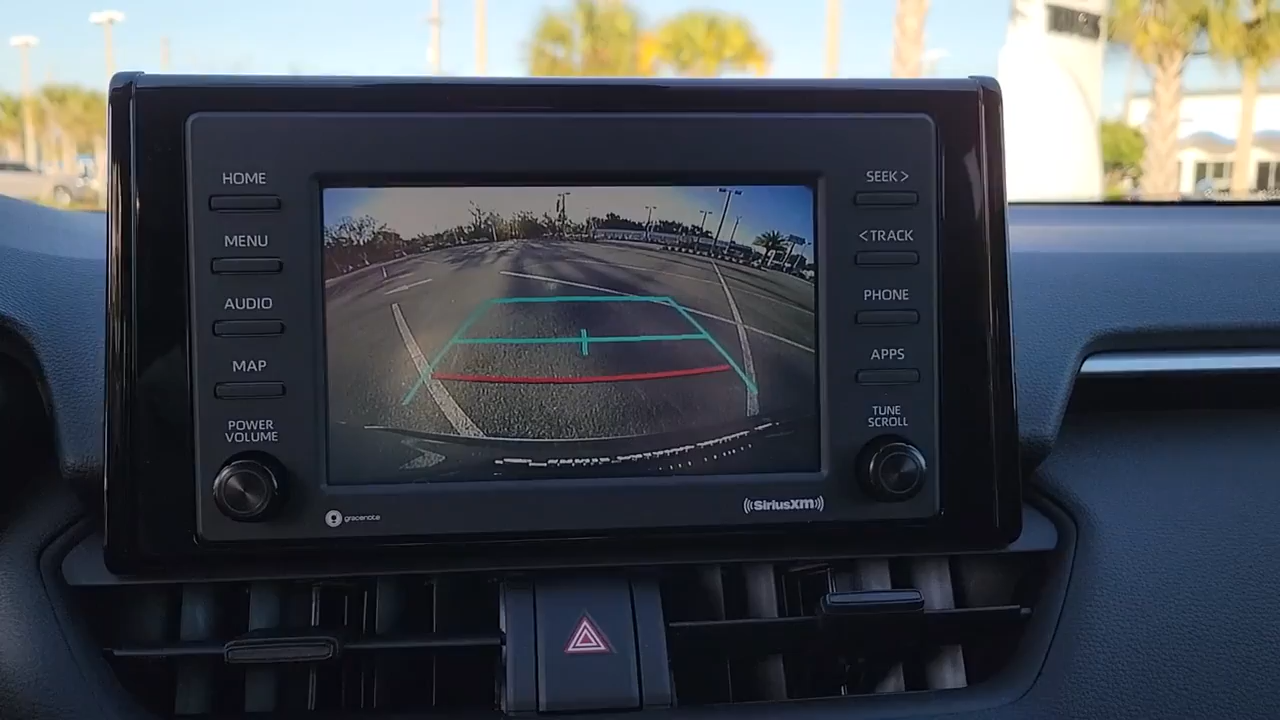 HOME
MENU
AUDIO
MAP
POWER
VOLUME
gracenote
SEEK>
<TRACK
PHONE
APPS
TUNE
SCROLL
((SiriusXM))